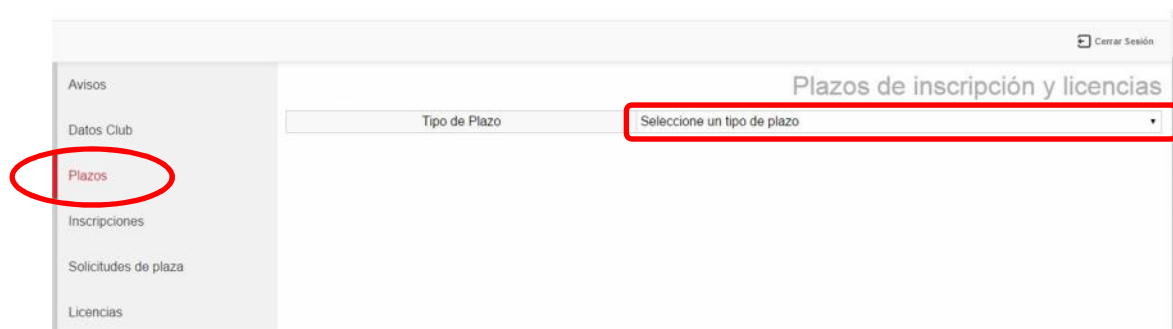 Cerrar Sesión
Avisos
Plazos de inscripción y licencias
Tipo de Plazo
Seleccione un tipo de plazo
Datos Club
Plazos
Inscripciones
Solicitudes de plaza
Licencias